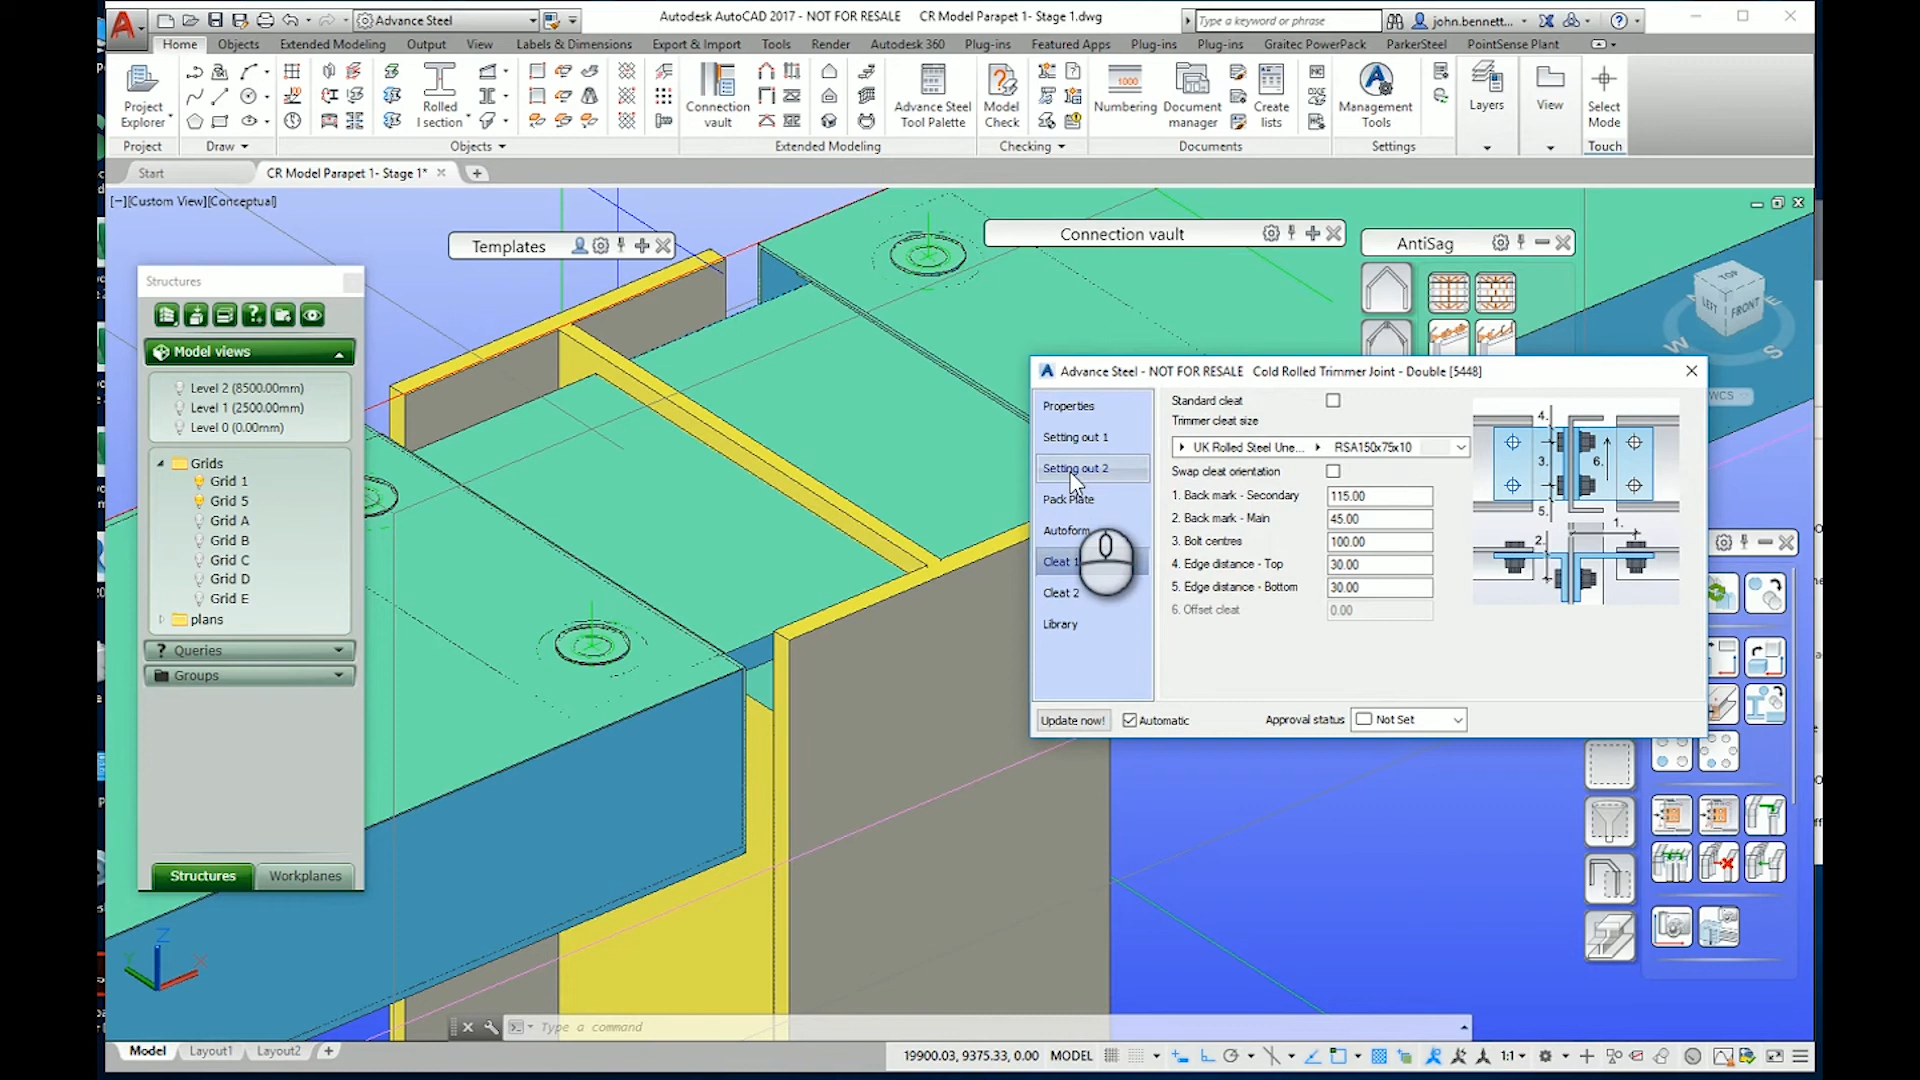 Advance Steel
Autodesk AutoCAD 2017 - NOT FOR RESALE CR Model Parapet 1- Stage 1.dwg
Type a keyword or phrase
john.bennett...
Home Objects Extended Modeling Output View Labels & Dimensions Export & Import Tools Render Autodesk 360 Plug-ins Featured Apps Plug-ins Plug-ins Graitec PowerPack ParkerSteel PointSense Plant
Project Explorer
Rolled I section
Connection vault
Advance Steel Tool Palette
Model Check
1000
Numbering
Document manager
Create lists
Management Tools
Layers
View
Select Mode
Project Draw Objects Extended Modeling Checking Documents Settings Touch
Start
CR Model Parapet 1- Stage 1*
[−][Custom View][Conceptual]
Templates
Connection vault
AntiSag
TOP
LEFT
FRONT
W
S
E
WCS
Structures
Model views
Level 2 (8500.00mm)
Level 1 (2500.00mm)
Level 0 (0.00mm)
Grids
Grid 1
Grid 5
Grid A
Grid B
Grid C
Grid D
Grid E
plans
Queries
Groups
Structures Workplanes
Advance Steel - NOT FOR RESALE Cold Rolled Trimmer Joint - Double [5448]
Properties
Setting out 1
Setting out 2
Pack Plate
Autoform
Cleat 1
Cleat 2
Library
Standard cleat
Trimmer cleat size
UK Rolled Steel Une... RSA150x75x10
Swap cleat orientation
1. Back mark - Secondary 115.00
2. Back mark - Main 45.00
3. Bolt centres 100.00
4. Edge distance - Top 30.00
5. Edge distance - Bottom 30.00
6. Offset cleat 0.00
4.
3.
6.
5.
1.
2.
Update now! Automatic Approval status Not Set
Z
X
Type a command
Model Layout1 Layout2
19900.03, 9375.33, 0.00 MODEL 1:1